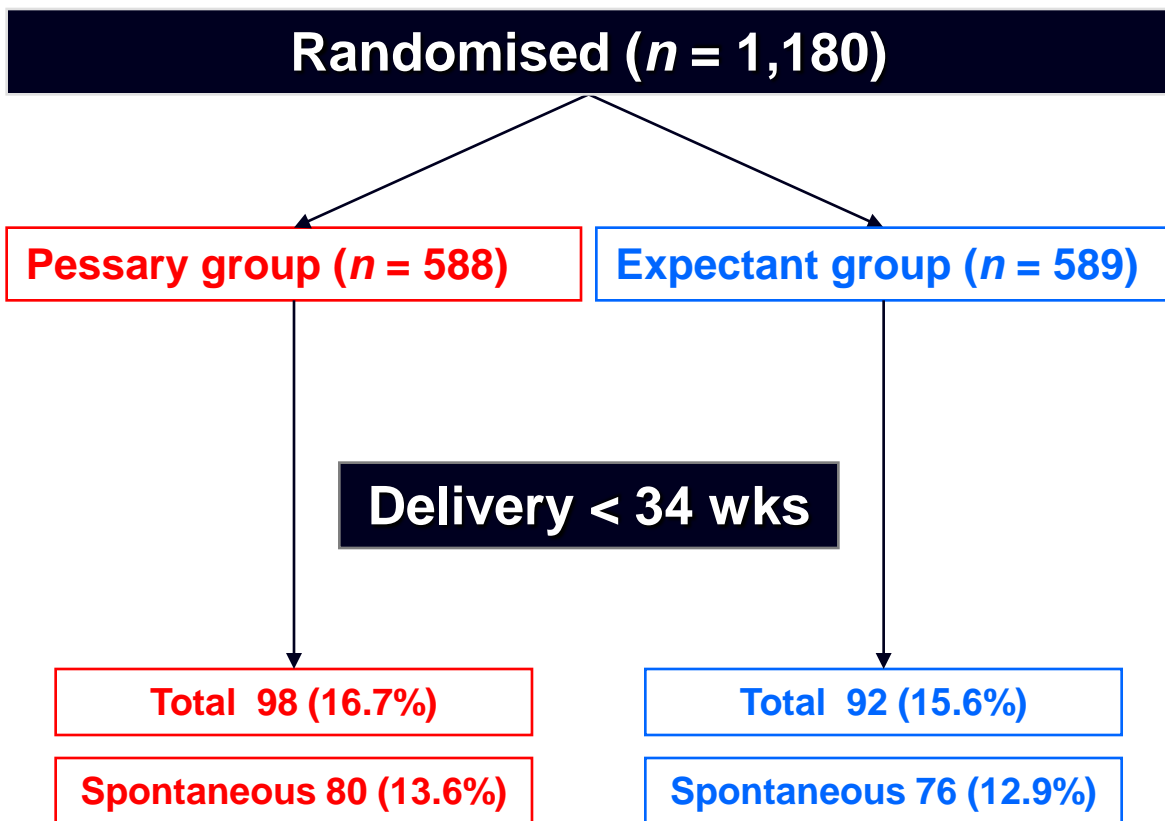 Randomised (n = 1,180)
Pessary group (n = 588)
Expectant group (n = 589)
Delivery < 34 wks
Total 98 (16.7%)
Total 92 (15.6%)
Spontaneous 80 (13.6%)
Spontaneous 76 (12.9%)